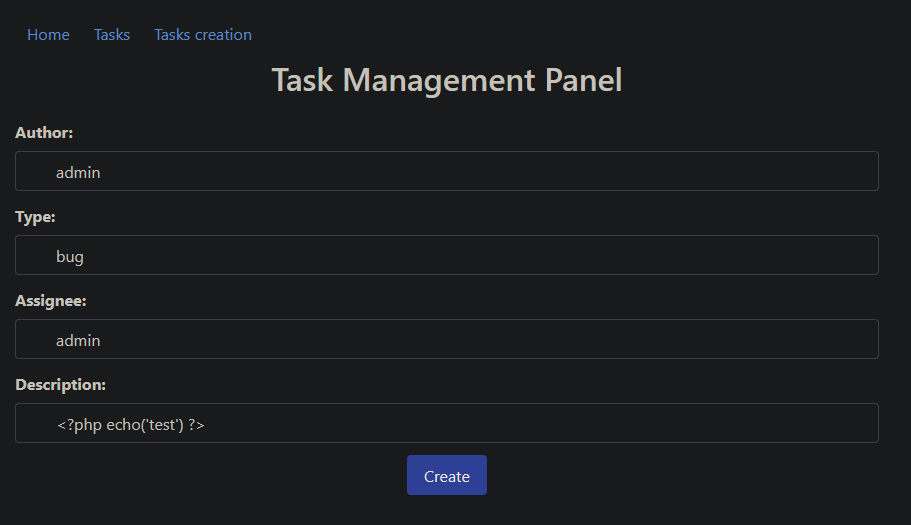 Home Tasks Tasks creation
Task Management Panel
Author:
admin
Type:
bug
Assignee:
admin
Description:
<?php echo('test') ?>
Create